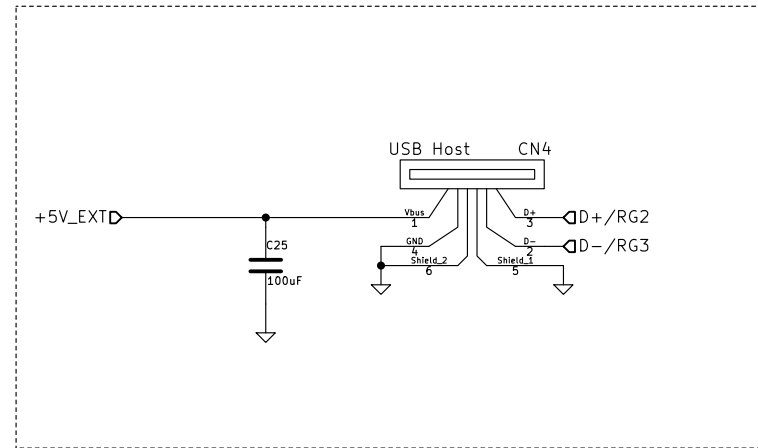 USB Host CN4
+5V_EXT
Vbus
1
D+
3
D+/RG2
GND
4
D-
2
D-/RG3
C25
100uF
Shield_2
6
Shield_1
5